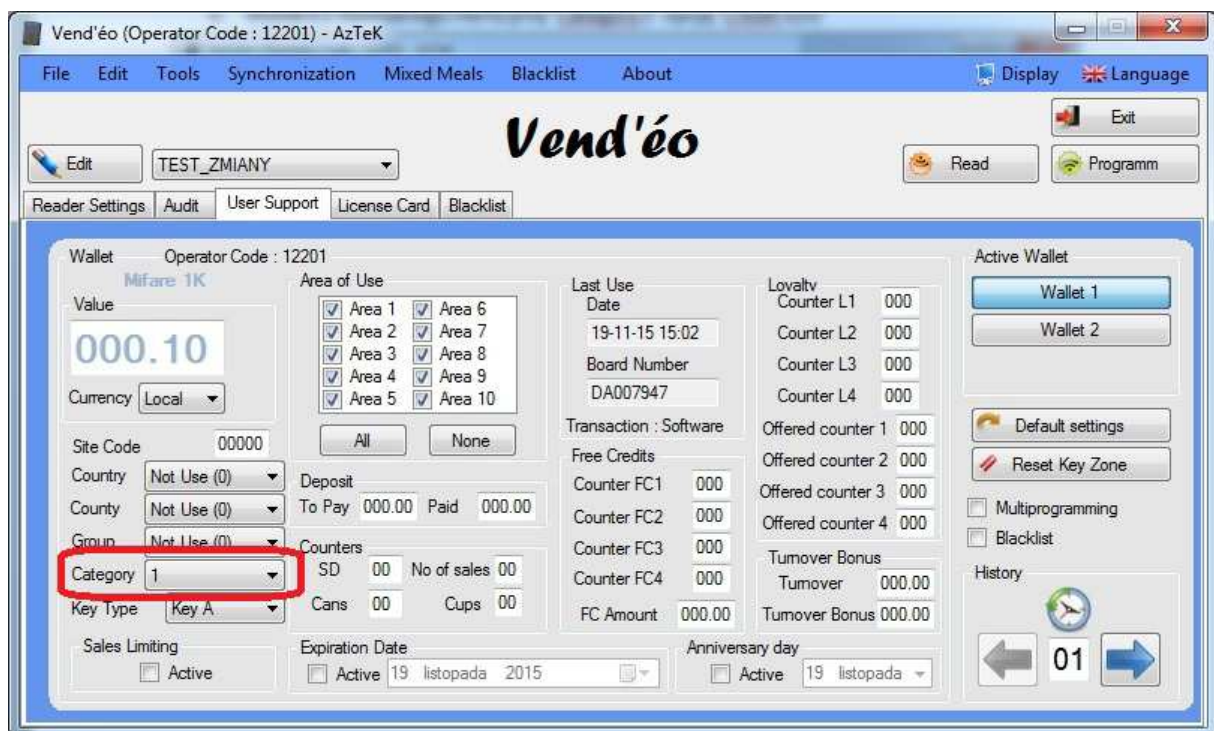 Vend'éo (Operator Code : 12201) - AzTeK
File Edit Tools Synchronization Mixed Meals Blacklist About Display Language
Vend'éo
Exit
Edit TEST_ZMIANY Read Programm
Reader Settings Audit User Support License Card Blacklist
Wallet Operator Code : 12201
Mifare 1K
Value
000.10
Currency Local
Site Code 00000
Country Not Use (0)
County Not Use (0)
Group Not Use (0)
Category 1
Key Type Key A
Sales Limiting
Active
Area of Use
Area 1 Area 6
Area 2 Area 7
Area 3 Area 8
Area 4 Area 9
Area 5 Area 10
All None
Deposit
To Pay 000.00 Paid 000.00
Counters
SD 00 No of sales 00
Cans 00 Cups 00
Expiration Date
Active 19 listopada 2015
Last Use
Date
19-11-15 15:02
Board Number
DA007947
Transaction : Software
Free Credits
Counter FC1 000
Counter FC2 000
Counter FC3 000
Counter FC4 000
FC Amount 000.00
Loyalty
Counter L1 000
Counter L2 000
Counter L3 000
Counter L4 000
Offered counter 1 000
Offered counter 2 000
Offered counter 3 000
Offered counter 4 000
Turnover Bonus
Turnover 000.00
Turnover Bonus 000.00
Anniversary day
Active 19 listopada
Active Wallet
Wallet 1
Wallet 2
Default settings
Reset Key Zone
Multiprogramming
Blacklist
History
01